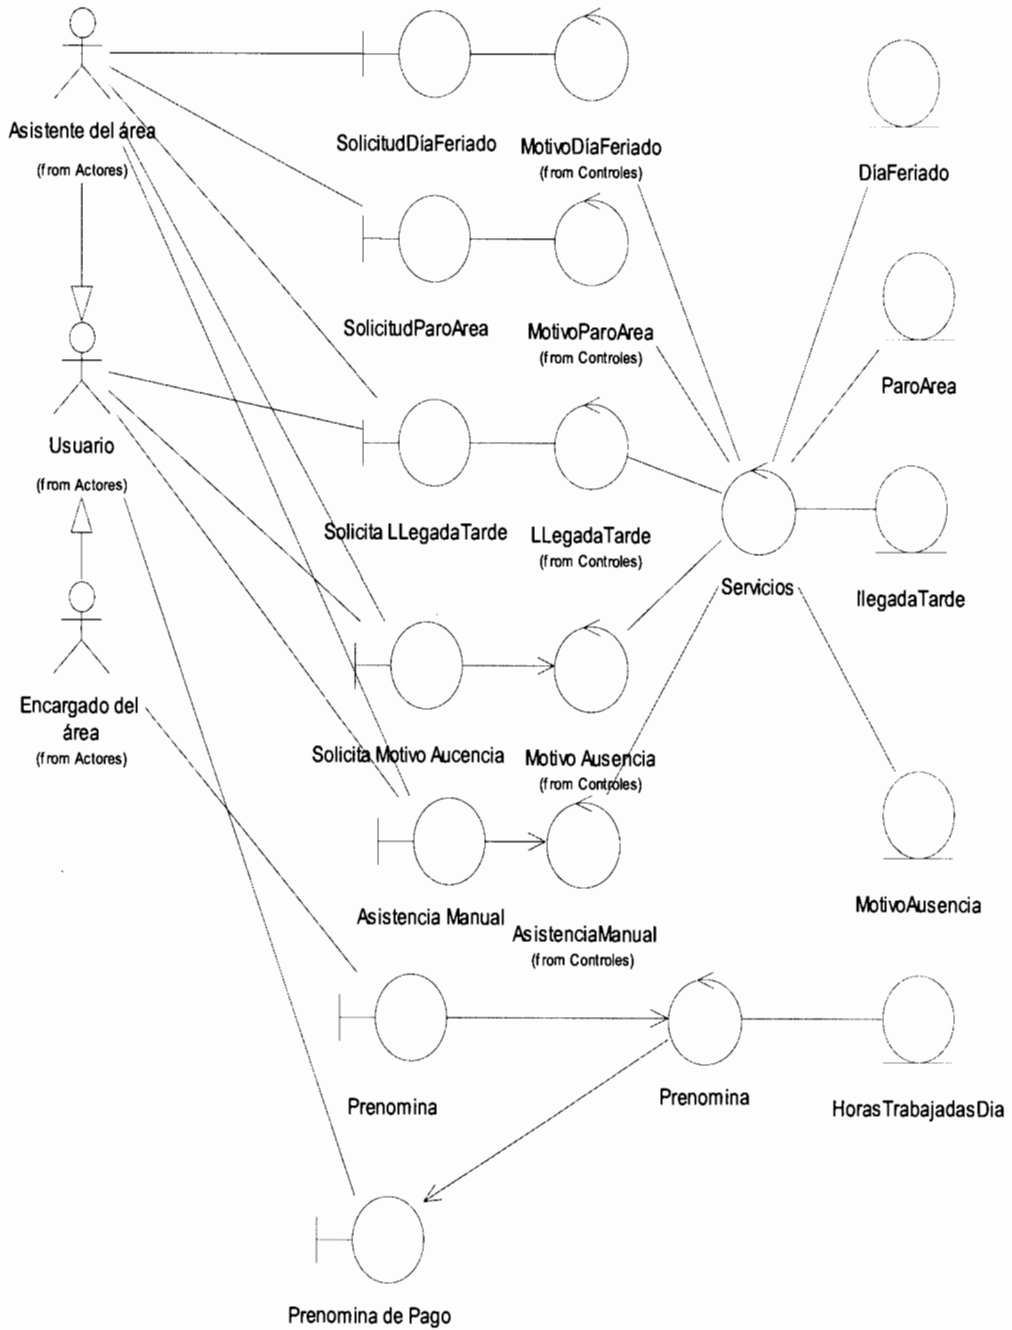 Asistente del área
(from Actores)
SolicitudDíaFeriado
MotivoDíaFeriado
(from Controles)
DíaFeriado
SolicitudParoArea
MotivoParoArea
(from Controles)
ParoArea
Usuario
(from Actores)
Solicita LLegadaTarde
LLegadaTarde
(from Controles)
Servicios
llegadaTarde
Encargado del
área
(from Actores)
Solicita Motivo Aucencia
Motivo Ausencia
(from Controles)
MotivoAusencia
Asistencia Manual
AsistenciaManual
(from Controles)
Prenomina
Prenomina
HorasTrabajadasDia
Prenomina de Pago